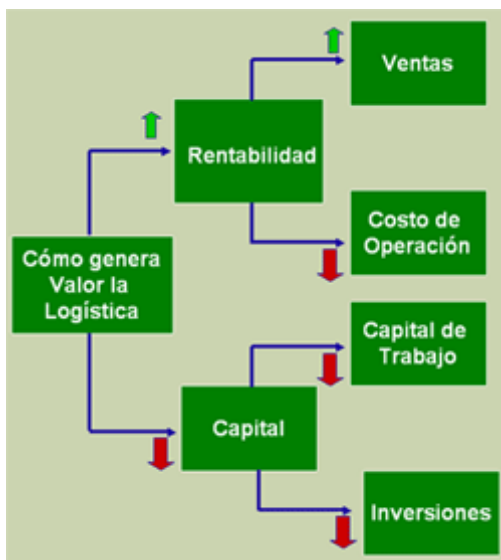 Ventas
Rentabilidad
Costo de
Operación
Cómo genera
Valor la
Logística
Capital de
Trabajo
Capital
Inversiones